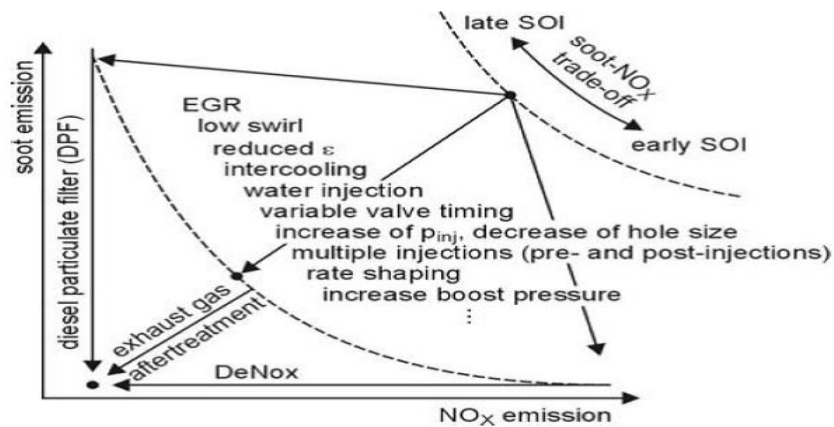 late SOI
soot-NOX
trade-off
early SOI
soot emission
diesel particulate filter (DPF)
EGR
low swirl
reduced ε
intercooling
water injection
variable valve timing
increase of pinj, decrease of hole size
multiple injections (pre- and post-injections)
rate shaping
increase boost pressure
⋮
exhaust gas
aftertreatment
DeNox
NOX emission